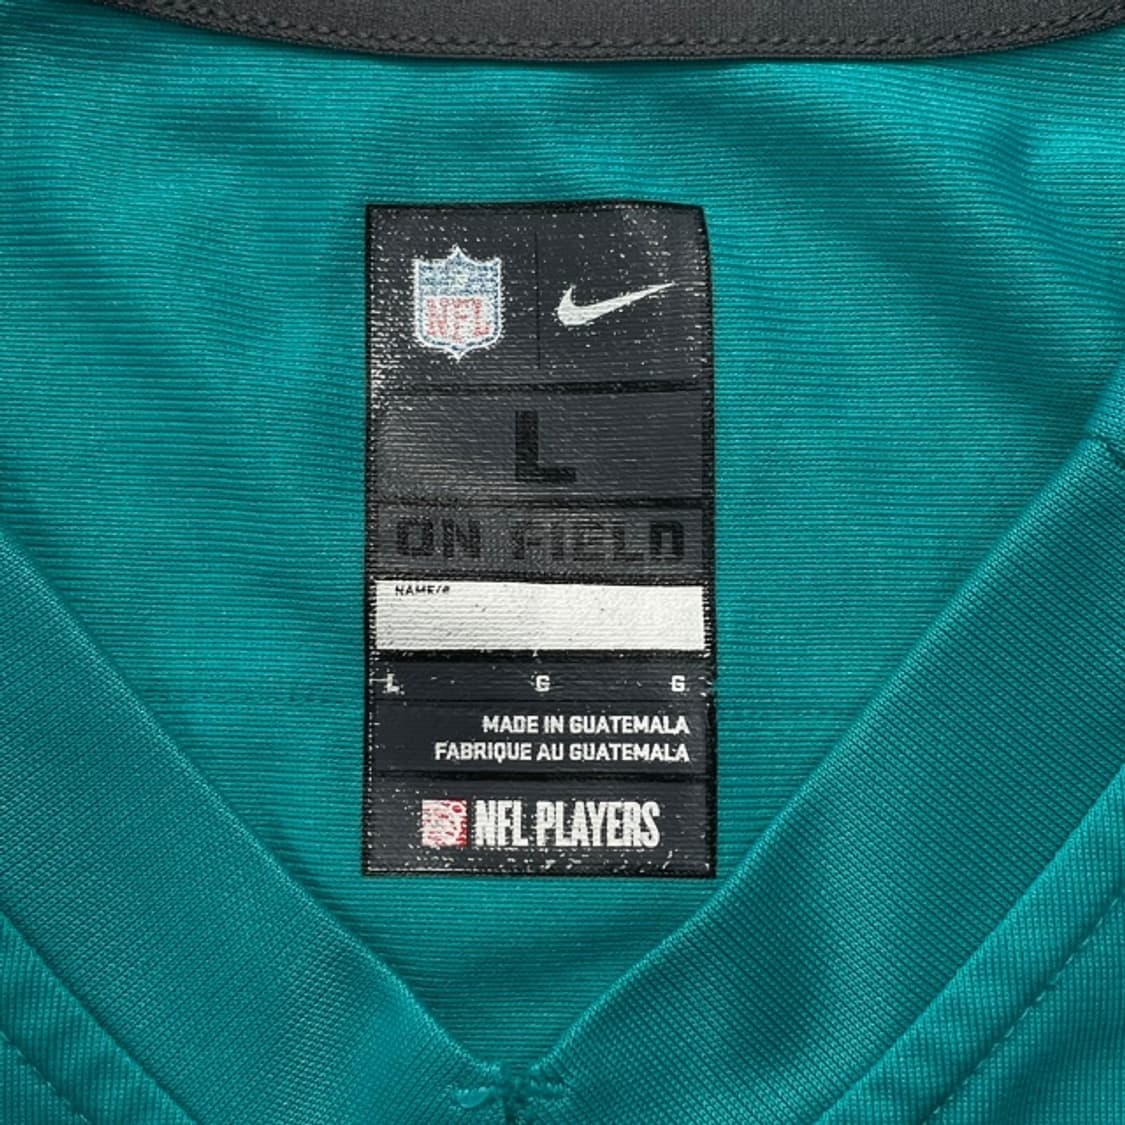 NFL
L
ON FIELD
NAME/#
L G G
MADE IN GUATEMALA
FABRIQUE AU GUATEMALA
NFL PLAYERS